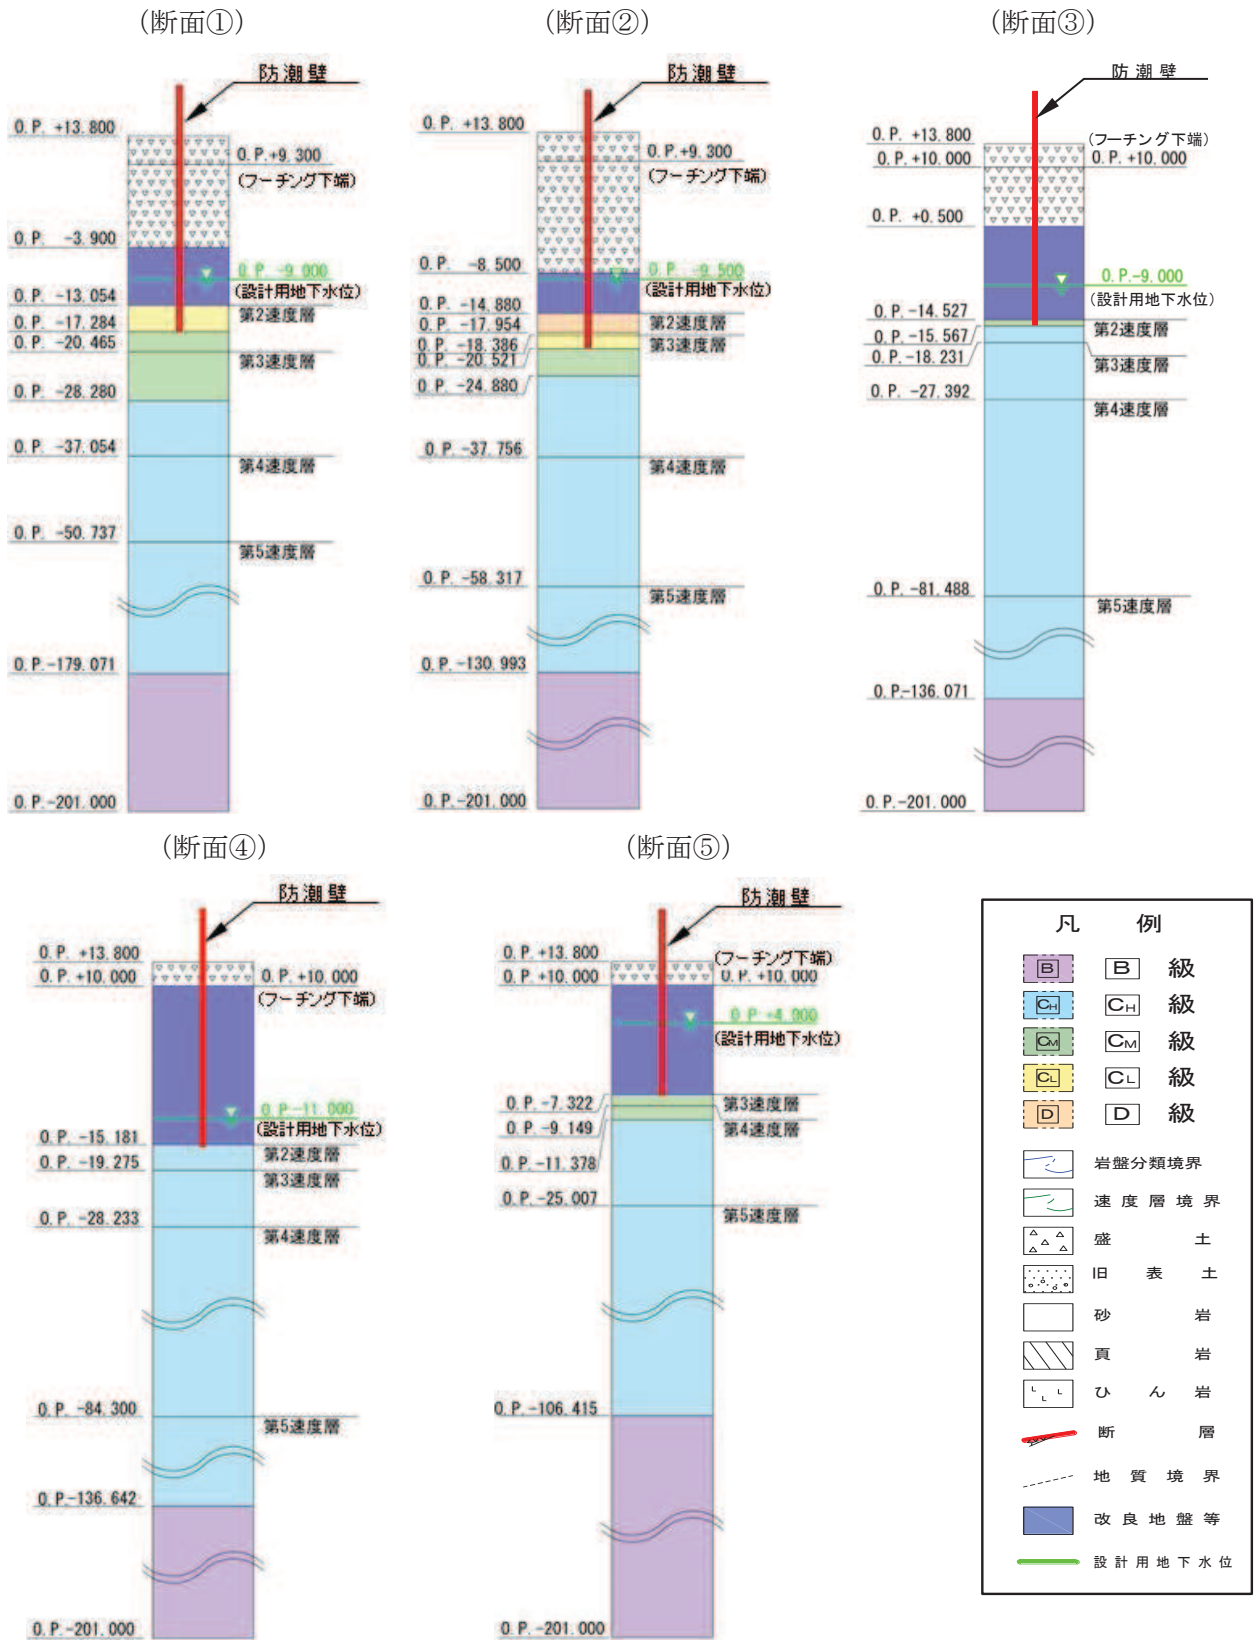 (断面①)
防潮壁
O.P. +13.800
O.P.+9.300
(フーチング下端)
O.P. -3.900
O.P. -9.000
(設計用地下水位)
O.P. -13.054
第2速度層
O.P. -17.284
O.P. -20.465
第3速度層
O.P. -28.280
O.P. -37.054
第4速度層
O.P. -50.737
第5速度層
O.P.-179.071
O.P.-201.000
(断面②)
防潮壁
O.P. +13.800
O.P.+9.300
(フーチング下端)
O.P. -8.500
O.P. -9.500
(設計用地下水位)
O.P. -14.880
第2速度層
O.P. -17.954
第3速度層
O.P. -18.386
O.P. -20.521
O.P. -24.880
O.P. -37.756
第4速度層
O.P. -58.317
第5速度層
O.P. -130.993
O.P.-201.000
(断面③)
防潮壁
O.P. +13.800
(フーチング下端)
O.P. +10.000
O.P. +10.000
O.P. +0.500
O.P.-9.000
(設計用地下水位)
O.P. -14.527
第2速度層
O.P. -15.567
O.P. -18.231
第3速度層
O.P. -27.392
第4速度層
O.P. -81.488
第5速度層
O.P.-136.071
O.P.-201.000
(断面④)
防潮壁
O.P. +13.800
O.P. +10.000
O.P. +10.000
(フーチング下端)
O.P.-11.000
(設計用地下水位)
O.P. -15.181
第2速度層
O.P. -19.275
第3速度層
O.P. -28.233
第4速度層
O.P. -84.300
第5速度層
O.P.-136.642
O.P.-201.000
(断面⑤)
防潮壁
O.P. +13.800
(フーチング下端)
O.P. +10.000
O.P. +10.000
O.P.+4.000
(設計用地下水位)
O.P. -7.322
第3速度層
O.P. -9.149
第4速度層
O.P. -11.378
O.P. -25.007
第5速度層
O.P.-106.415
O.P.-201.000
凡 例
B B 級
CH CH 級
CM CM 級
CL CL 級
D D 級
岩盤分類境界
速度層境界
盛 土
旧 表 土
砂 岩
頁 岩
ひ ん 岩
断 層
地質境界
改良地盤等
設計用地下水位